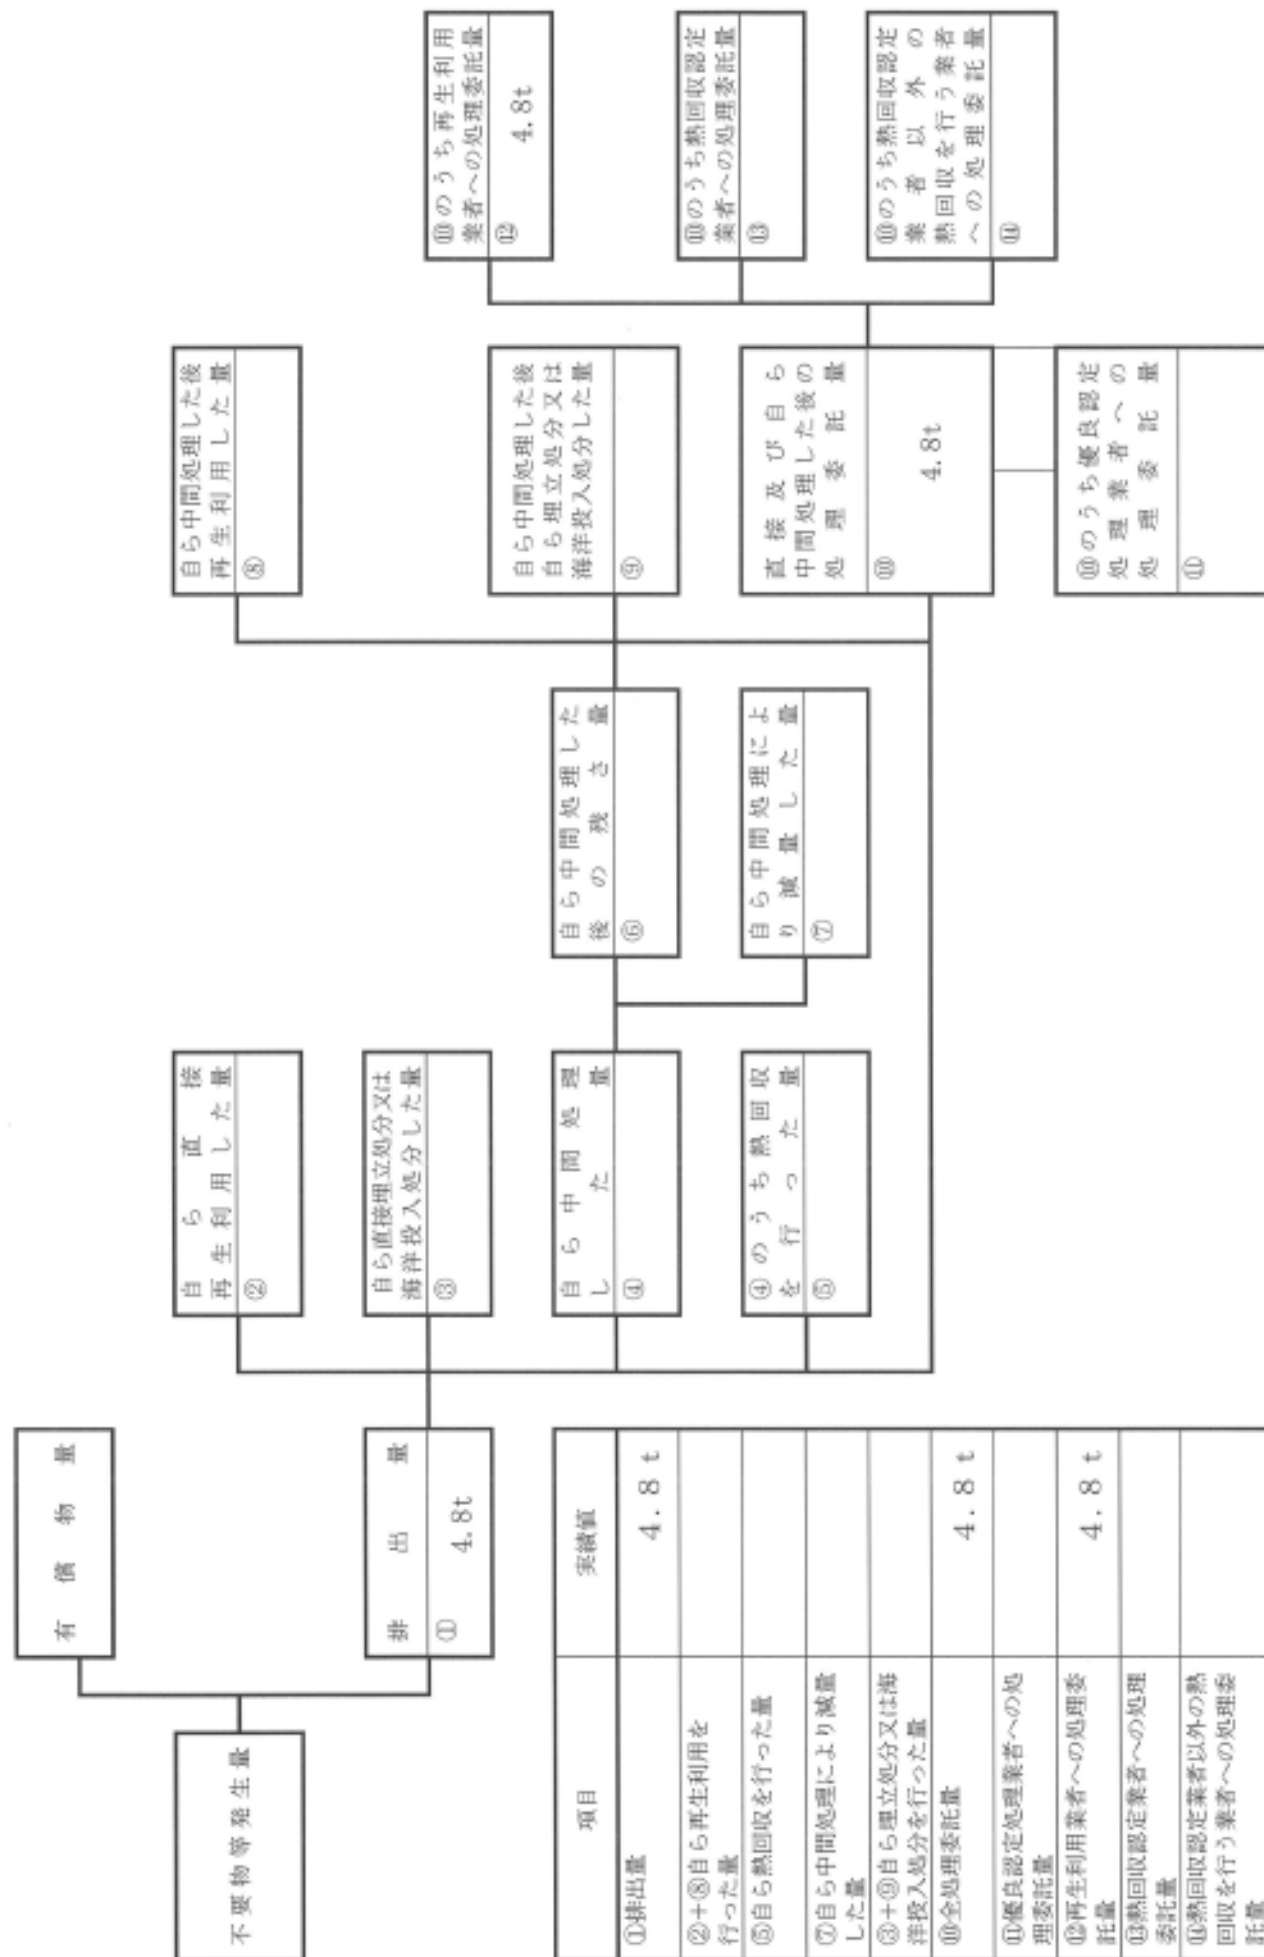 不要物等発生量
有償物量
排出量
① 4.8t
自ら直接
再生利用した量
②
自ら直接埋立処分又は
海洋投入処分した量
③
自ら中間処理
した量
④
④のうち熱回収
を行った量
⑤
自ら中間処理した
後の残さ量
⑥
自ら中間処理によ
り減量した量
⑦
自ら中間処理した後
再生利用した量
⑧
自ら中間処理した後
自ら埋立処分又は
海洋投入処分した量
⑨
直接及び自ら
中間処理した後の
処理委託量
⑩ 4.8t
⑩のうち優良認定
処理業者への
処理委託量
⑪
⑩のうち再生利用
業者への処理委託量
⑫ 4.8t
⑩のうち熱回収認定
業者への処理委託量
⑬
⑩のうち熱回収認定
業者以外の
熱回収を行う業者
への処理委託量
⑭
項目 実績値
①排出量 4.8 t
②+⑧自ら再生利用を
行った量
⑤自ら熱回収を行った量
⑦自ら中間処理により減量
した量
③+⑨自ら埋立処分又は海
洋投入処分を行った量
⑩全処理委託量 4.8 t
⑪優良認定処理業者への処
理委託量
⑫再生利用業者への処理委
託量 4.8 t
⑬熱回収認定業者への処理
委託量
⑭熱回収認定業者以外の熱
回収を行う業者への処理委
託量